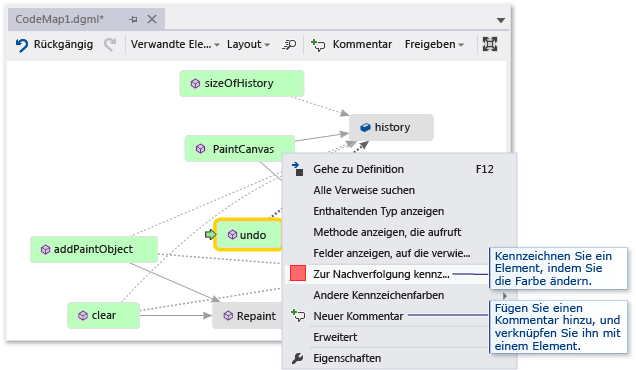 CodeMap1.dgml*
Rückgängig
Verwandte Ele...
Layout
Kommentar
Freigeben
sizeOfHistory
history
PaintCanvas
undo
addPaintObject
clear
Repaint
Gehe zu Definition F12
Alle Verweise suchen
Enthaltenden Typ anzeigen
Methode anzeigen, die aufruft
Felder anzeigen, auf die verwie...
Zur Nachverfolgung kennz...
Andere Kennzeichenfarben
Neuer Kommentar
Erweitert
Eigenschaften
Kennzeichnen Sie ein
Element, indem Sie
die Farbe ändern.
Fügen Sie einen
Kommentar hinzu, und
verknüpfen Sie ihn mit
einem Element.